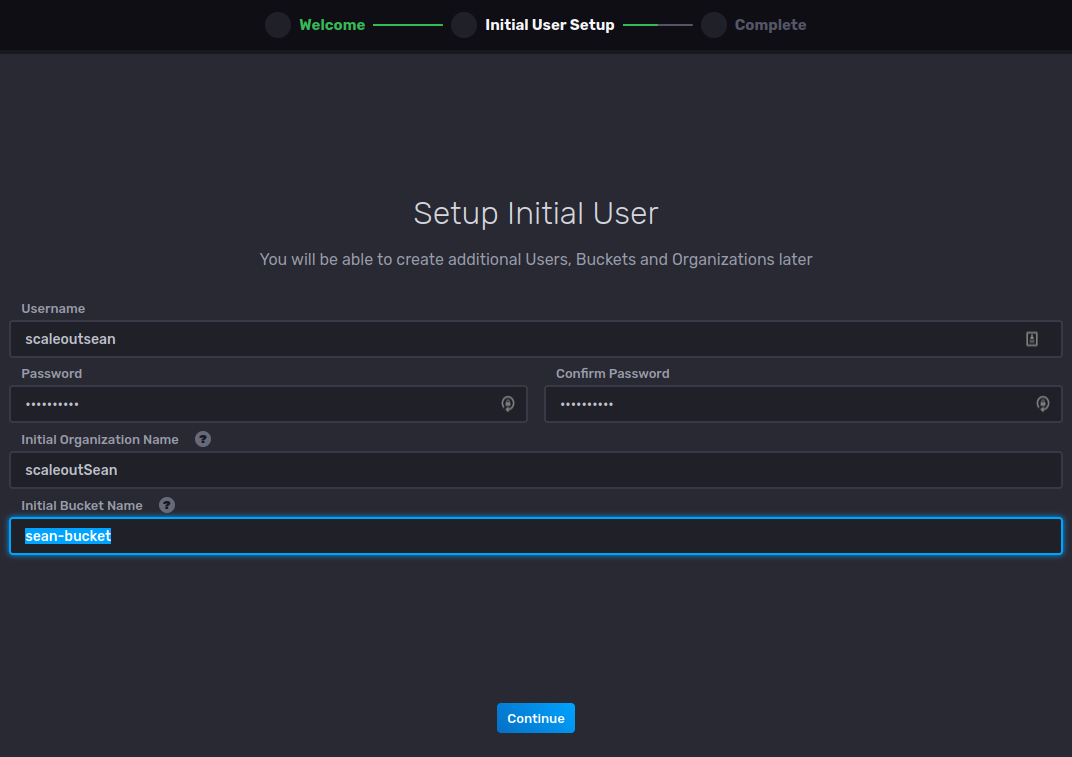 Welcome Initial User Setup Complete
Setup Initial User
You will be able to create additional Users, Buckets and Organizations later
Username
scaleoutsean
Password Confirm Password
•••••••••• ••••••••••
Initial Organization Name ?
scaleoutSean
Initial Bucket Name ?
sean-bucket
Continue